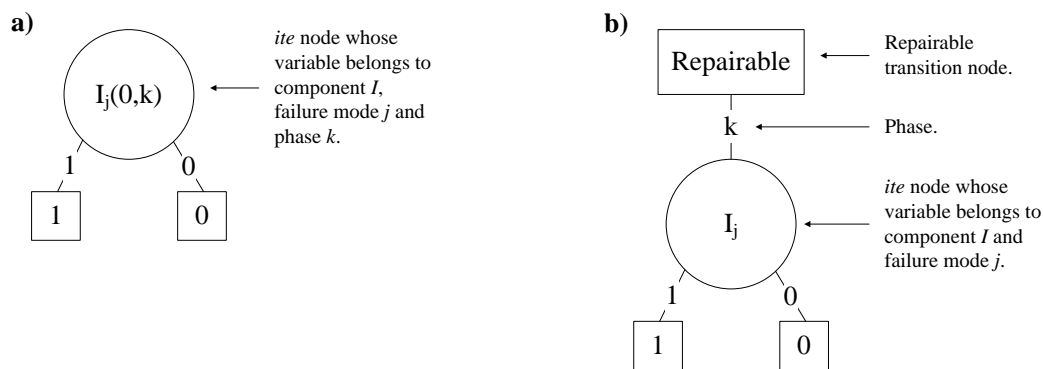 a)
I_j(0,k)
1
0
1
0
ite node whose
variable belongs to
component I,
failure mode j and
phase k.
b)
Repairable
Repairable
transition node.
k
Phase.
I_j
ite node whose
variable belongs to
component I and
failure mode j.
1
0
1
0